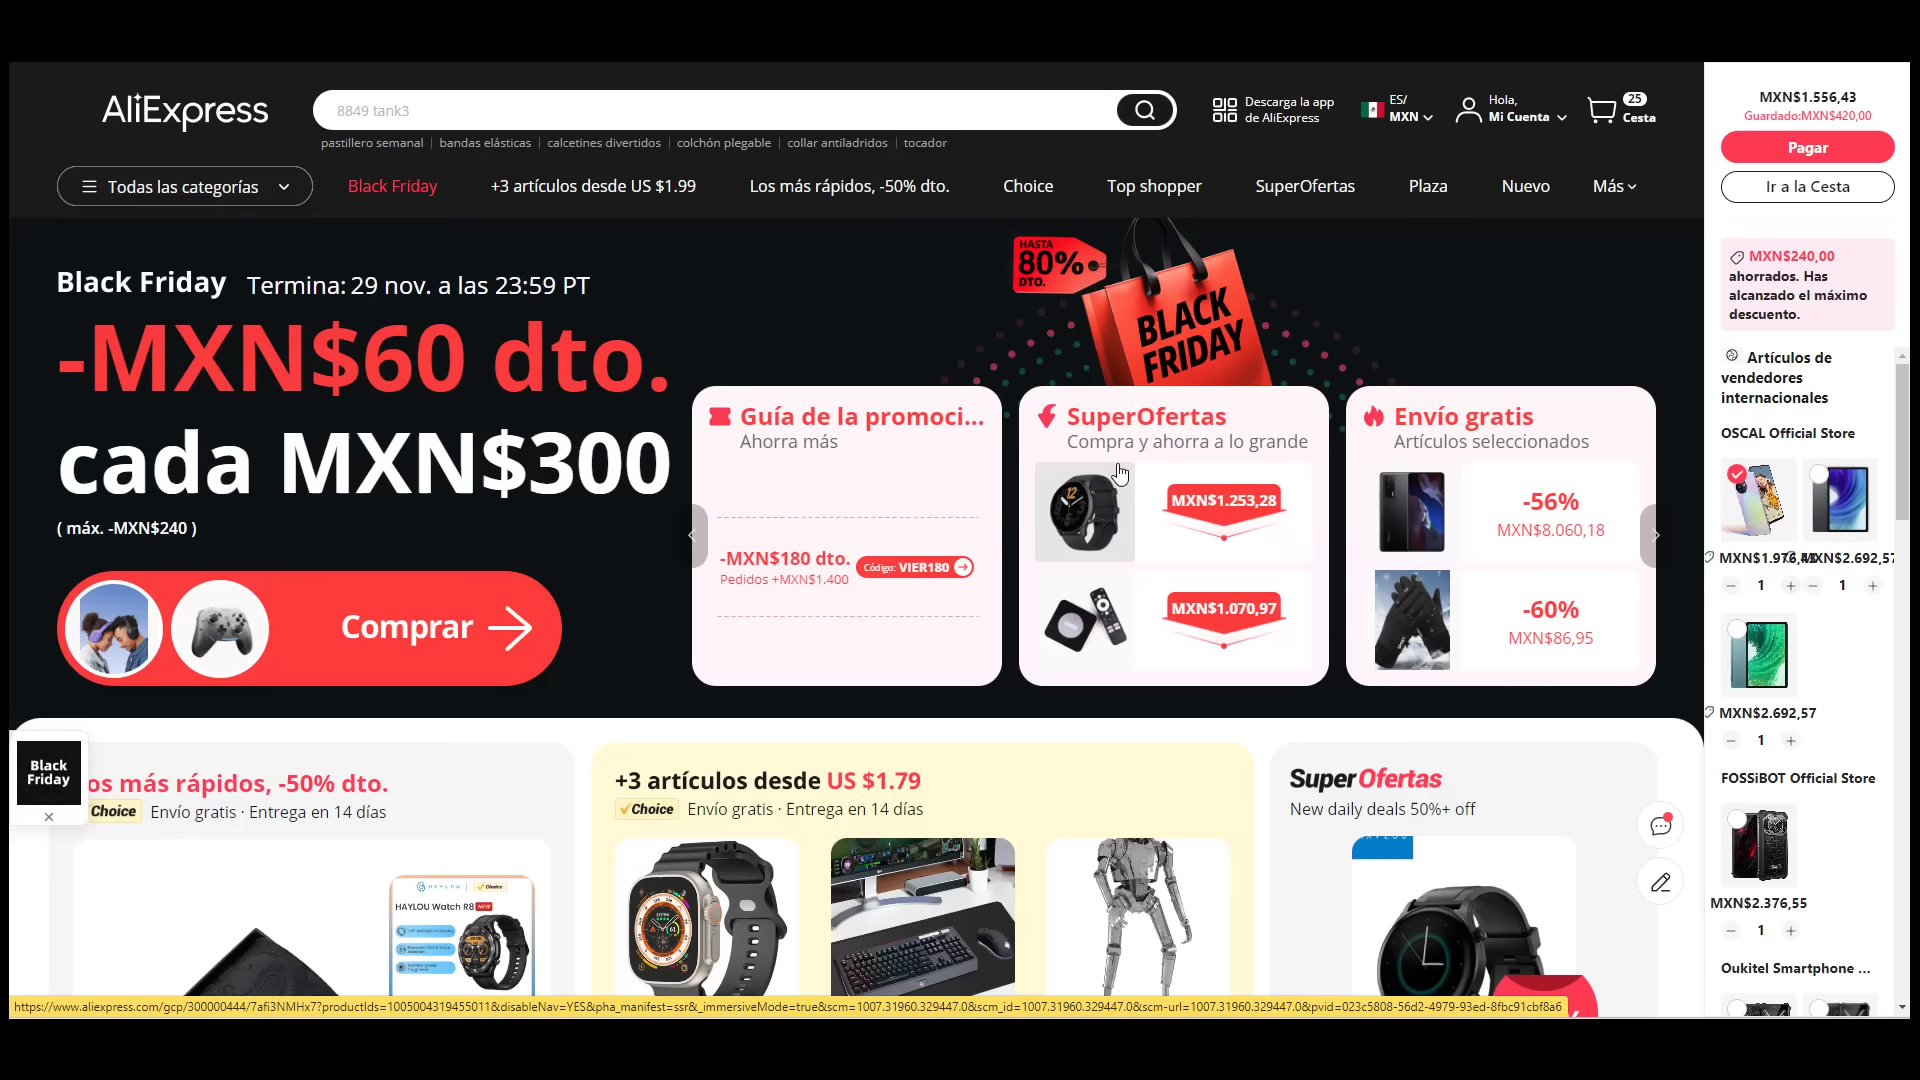 AliExpress
8849 tank3
pastillero semanal
bandas elásticas
calcetines divertidos
colchón plegable
collar antiladridos
tocador
Descarga la app
de AliExpress
ES/
MXN
Hola,
Mi Cuenta
25
Cesta
Todas las categorías
Black Friday
+3 artículos desde US $1.99
Los más rápidos, -50% dto.
Choice
Top shopper
SuperOfertas
Plaza
Nuevo
Más
Black Friday Termina: 29 nov. a las 23:59 PT
-MXN$60 dto.
cada MXN$300
( máx. -MXN$240 )
Comprar
HASTA
80%
DTO.
BLACK
FRIDAY
Guía de la promoci...
Ahorra más
-MXN$180 dto.
Pedidos +MXN$1.400
Código: VIER180
SuperOfertas
Compra y ahorra a lo grande
MXN$1.253,28
MXN$1.070,97
Envío gratis
Artículos seleccionados
-56%
MXN$8.060,18
-60%
MXN$86,95
Black
Friday
os más rápidos, -50% dto.
Choice Envío gratis · Entrega en 14 días
HAYLOU Choice
HAYLOU Watch R8 NEW
+3 artículos desde US $1.79
Choice Envío gratis · Entrega en 14 días
SuperOfertas
New daily deals 50%+ off
https://www.aliexpress.com/gcp/300000444/7afi3NMHx7?productIds=1005004319455011&disableNav=YES&pha_manifest=ssr&_immersiveMode=true&scm=1007.31960.329447.0&scm_id=1007.31960.329447.0&scm-url=1007.31960.329447.0&pvid=023c5808-56d2-4979-93ed-8fbc91cbf8a6
MXN$1.556,43
Guardado:MXN$420,00
Pagar
Ir a la Cesta
MXN$240,00
ahorrados. Has
alcanzado el máximo
descuento.
Artículos de
vendedores
internacionales
OSCAL Official Store
MXN$2.692,57
1
1
MXN$2.692,57
1
FOSSiBOT Official Store
MXN$2.376,55
1
Oukitel Smartphone ...